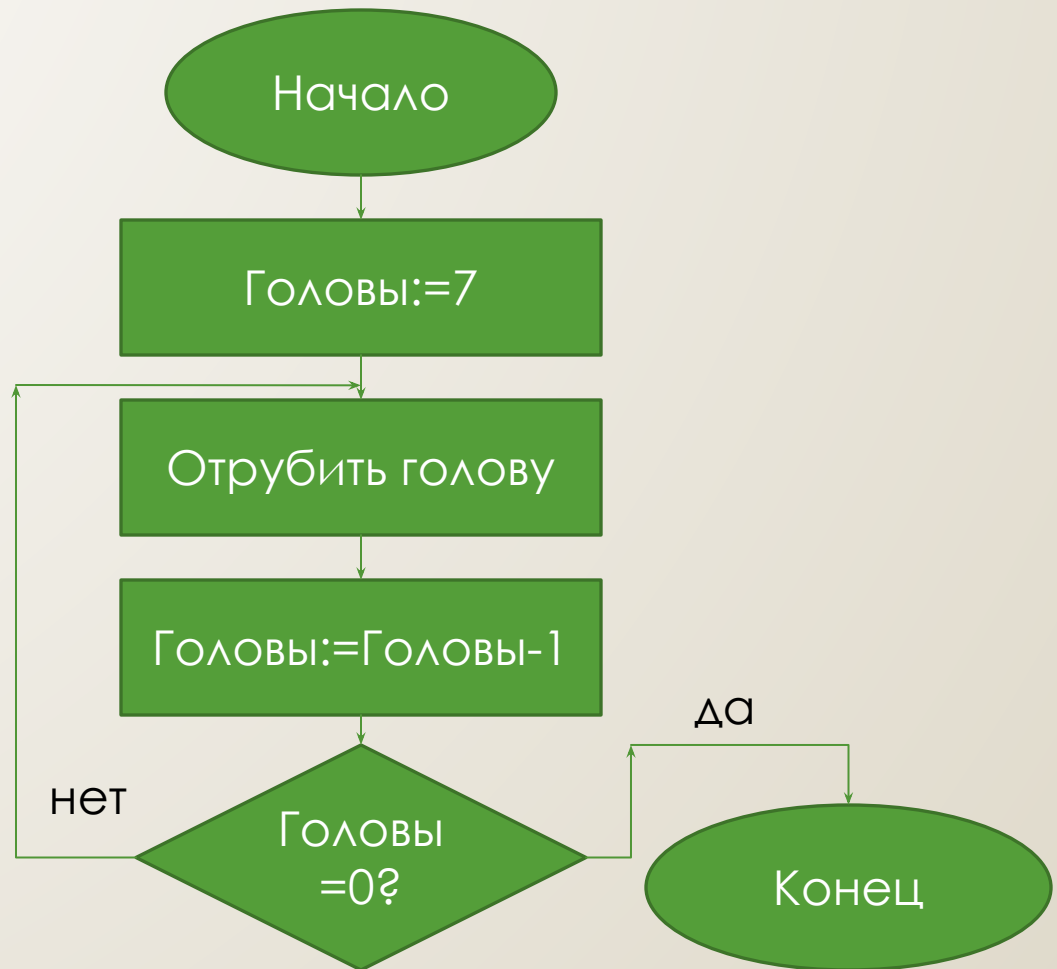 Начало
Головы:=7
Отрубить голову
Головы:=Головы-1
да
нет
Головы
=0?
Конец